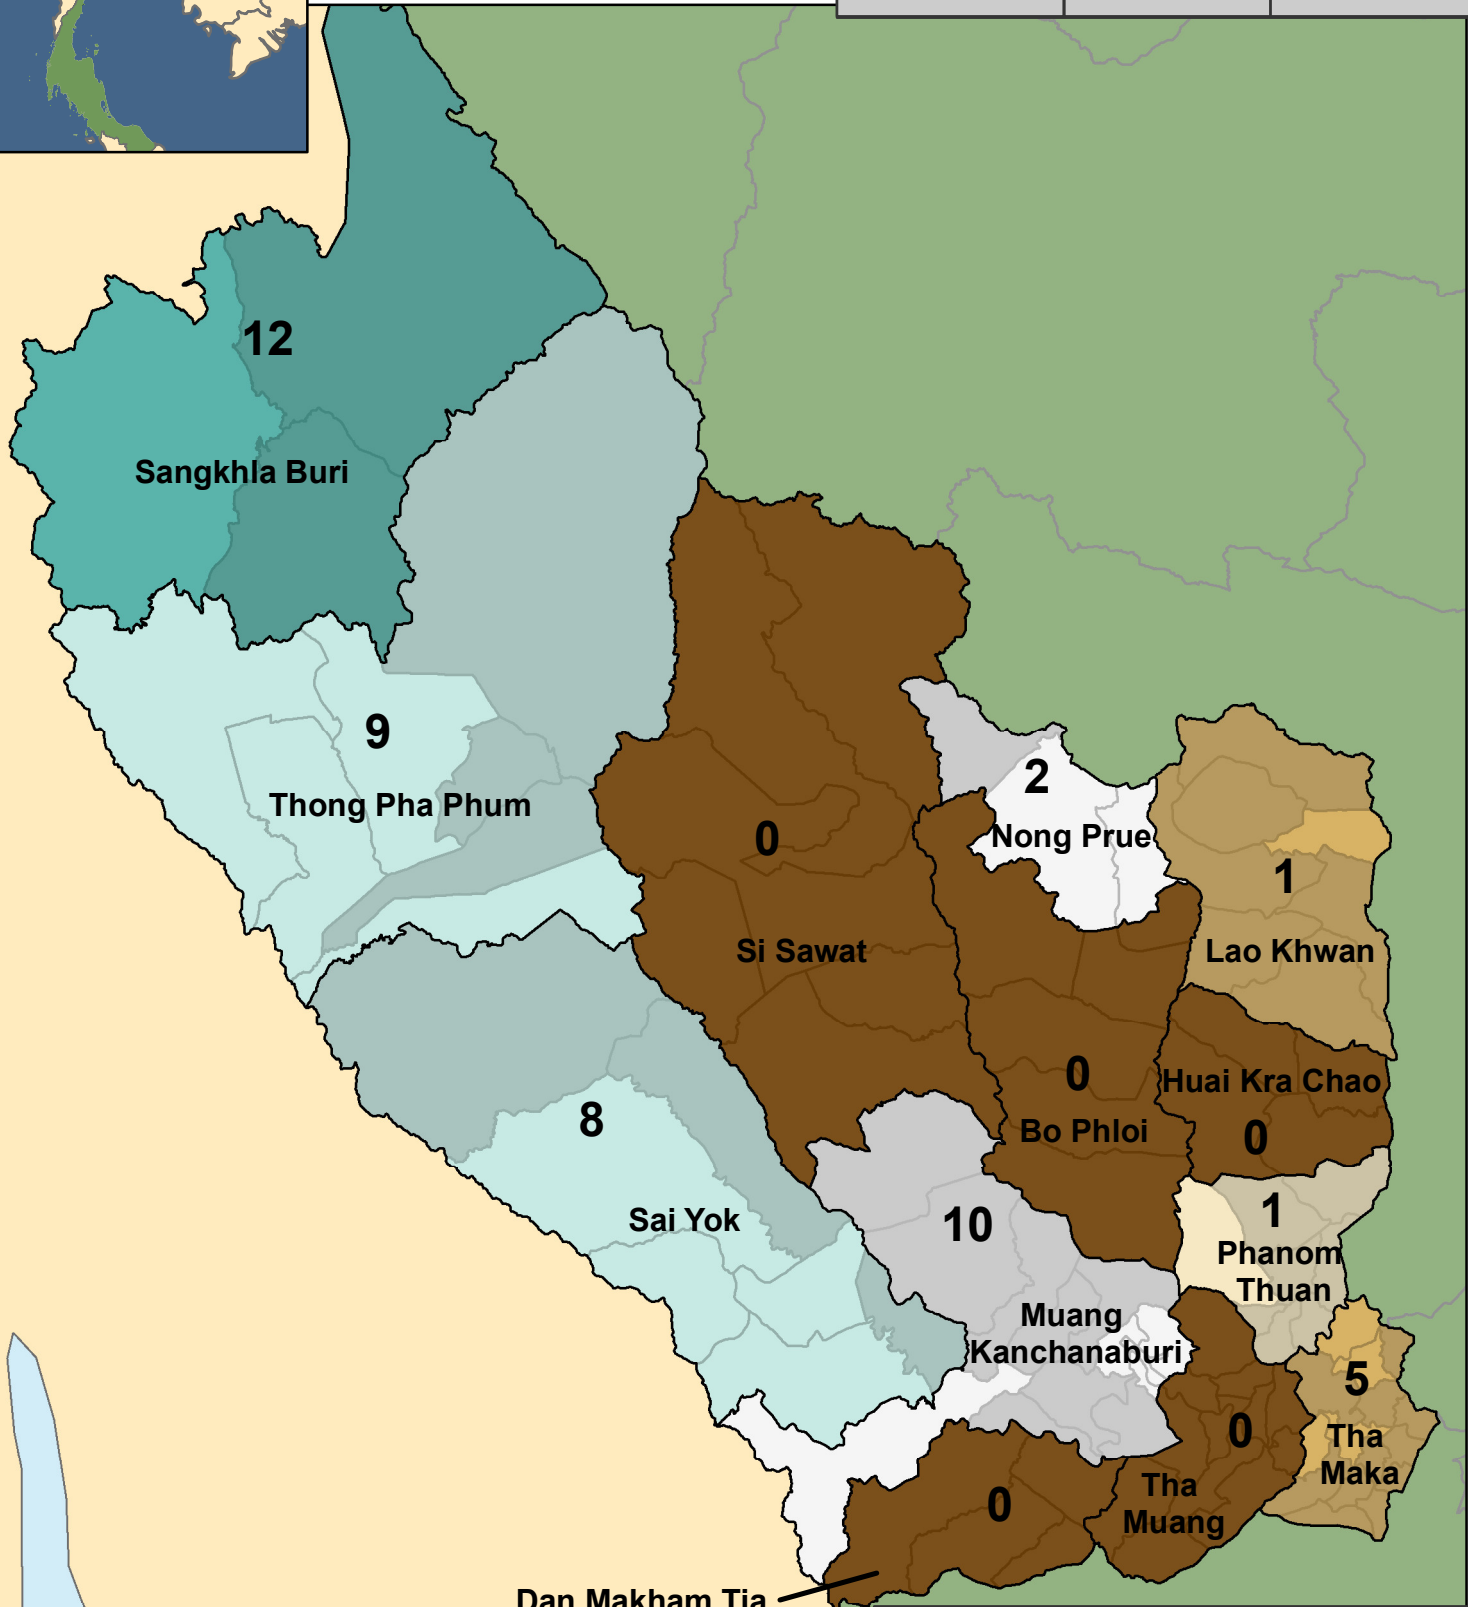 12
Sangkhla Buri
9
Thong Pha Phum
0
Si Sawat
2
Nong Prue
1
Lao Khwan
0
Bo Phloi
Huai Kra Chao
0
8
Sai Yok
10
Muang
Kanchanaburi
1
Phanom
Thuan
5
Tha
Maka
0
Tha
Muang
0
Dan Makham Tia